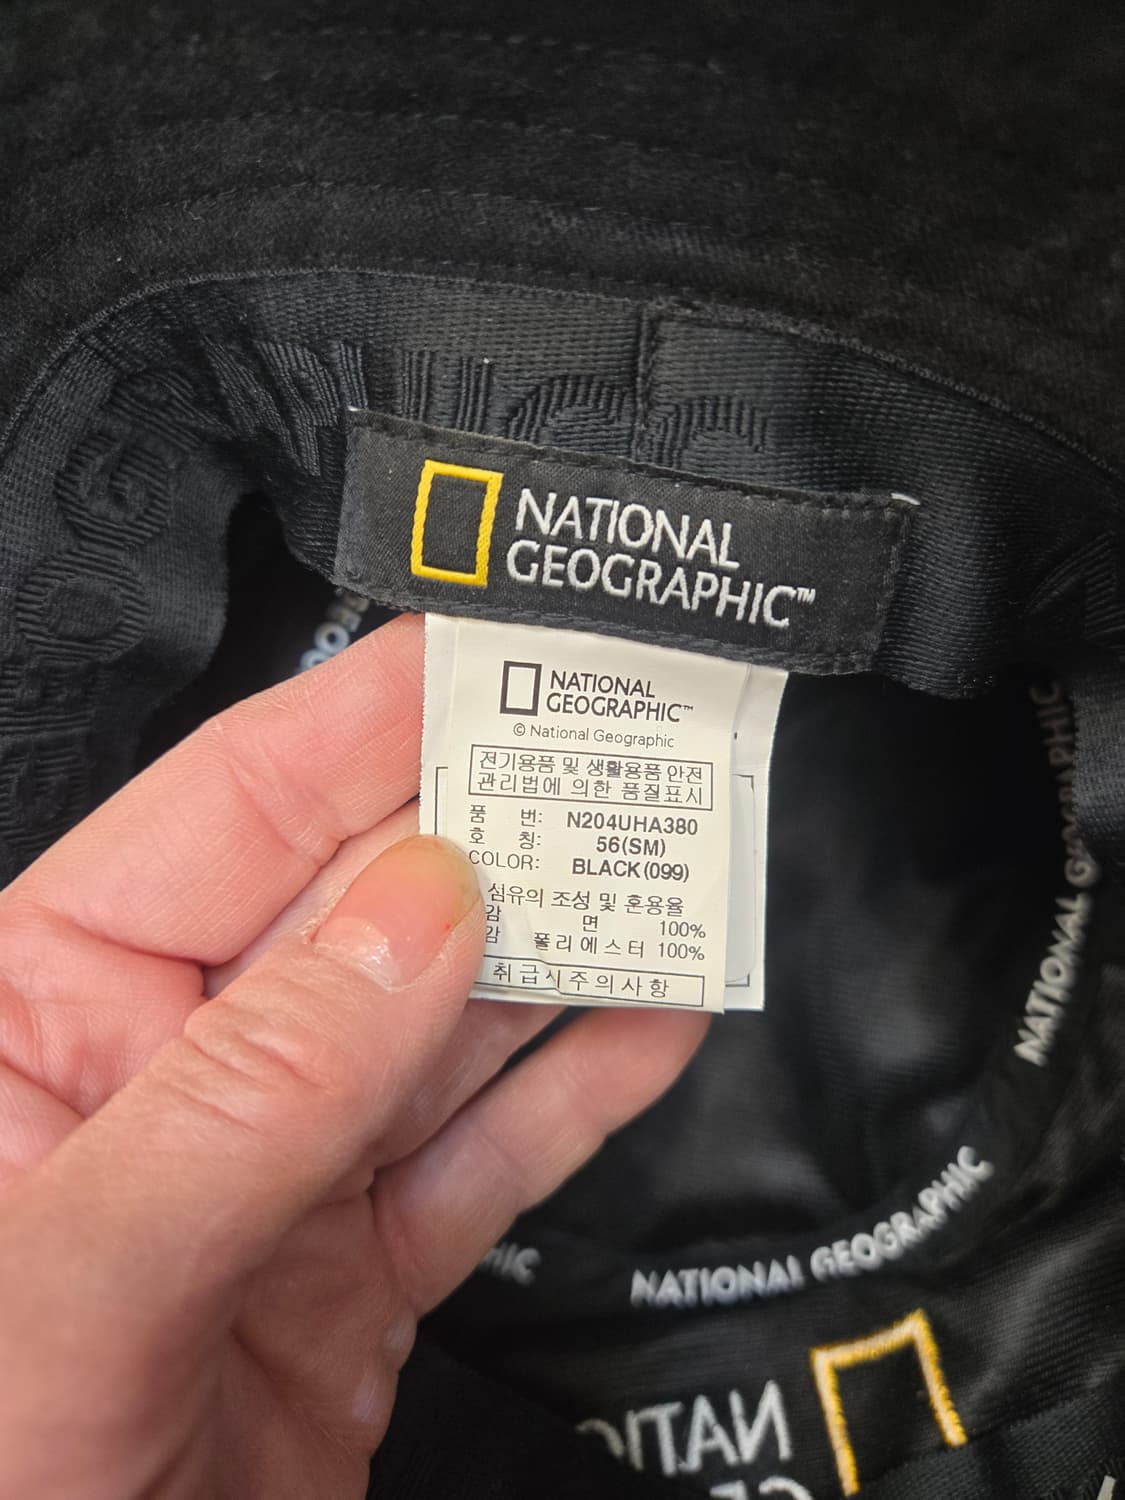 NATIONAL
GEOGRAPHIC™
NATIONAL
GEOGRAPHIC™
© National Geographic
전기용품 및 생활용품 안전
관리법에 의한 품질표시
품 번: N204UHA380
호 칭: 56(SM)
COLOR: BLACK(099)
섬유의 조성 및 혼용율
감 면 100%
감 폴리에스터 100%
취급시주의사항
NATIONAL GEOGRAPHIC
NATIONAL GEOGRAPHIC